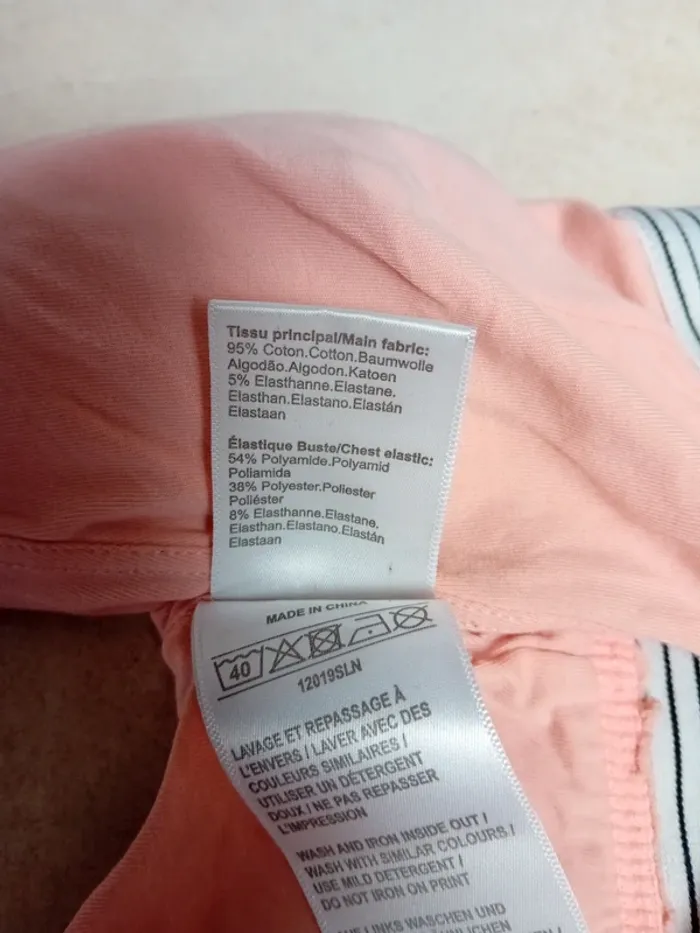 Tissu principal/Main fabric:
95% Coton.Cotton.Baumwolle
Algodão.Algodon.Katoen
5% Elasthanne.Elastane.
Elasthan.Elastano.Elastán
Elastaan
Élastique Buste/Chest elastic:
54% Polyamide.Polyamid
Poliamida
38% Polyester.Poliester
Poliéster
8% Elasthanne.Elastane.
Elasthan.Elastano.Elastán
Elastaan
MADE IN CHINA
40
12019SLN
LAVAGE ET REPASSAGE À
L'ENVERS / LAVER AVEC DES
COULEURS SIMILAIRES /
UTILISER UN DÉTERGENT
DOUX / NE PAS REPASSER
L'IMPRESSION
WASH AND IRON INSIDE OUT /
WASH WITH SIMILAR COLOURS /
USE MILD DETERGENT /
DO NOT IRON ON PRINT
LINKS WASCHEN UND